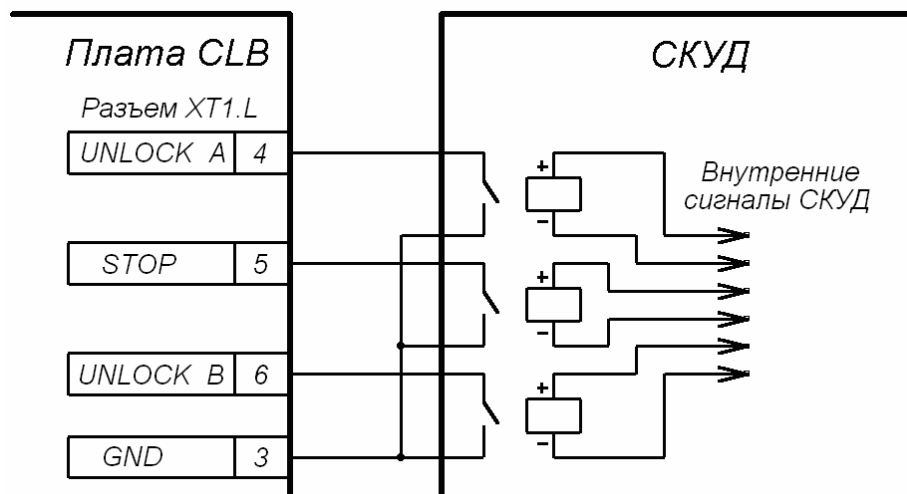 Плата CLB
СКУД
Разъем XT1.L
UNLOCK A 4
STOP 5
UNLOCK B 6
GND 3
+
−
+
−
+
−
Внутренние
сигналы СКУД